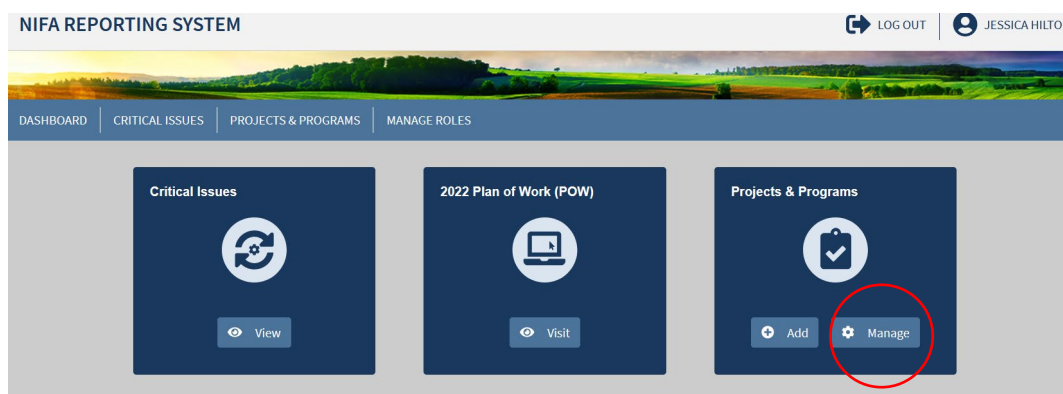 NIFA REPORTING SYSTEM LOG OUT JESSICA HILTO
DASHBOARD CRITICAL ISSUES PROJECTS & PROGRAMS MANAGE ROLES
Critical Issues 2022 Plan of Work (POW) Projects & Programs
View Visit Add Manage